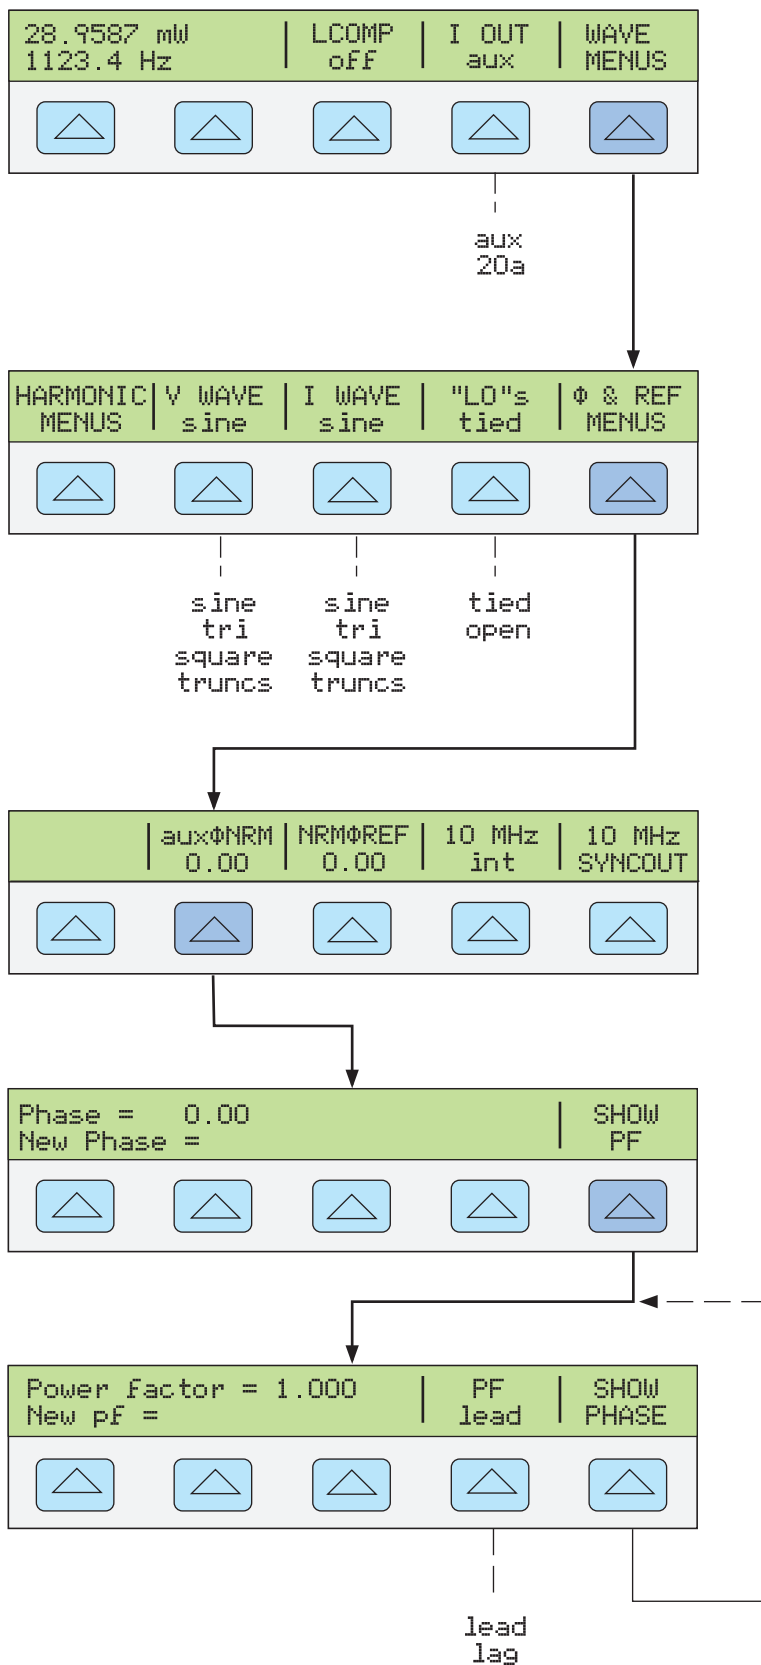 28.9587 mW | LCOMP | I OUT | WAVE
1123.4 Hz | off | aux | MENUS
aux
20a
HARMONIC | V WAVE | I WAVE | "LO"s | Φ & REF
MENUS | sine | sine | tied | MENUS
sine sine tied
tri tri open
square square
truncs truncs
auxΦNRM | NRMΦREF | 10 MHz | 10 MHz
0.00 | 0.00 | int | SYNCOUT
Phase = 0.00 | SHOW
New Phase = | PF
Power factor = 1.000 | PF | SHOW
New pf = | lead | PHASE
lead
lag